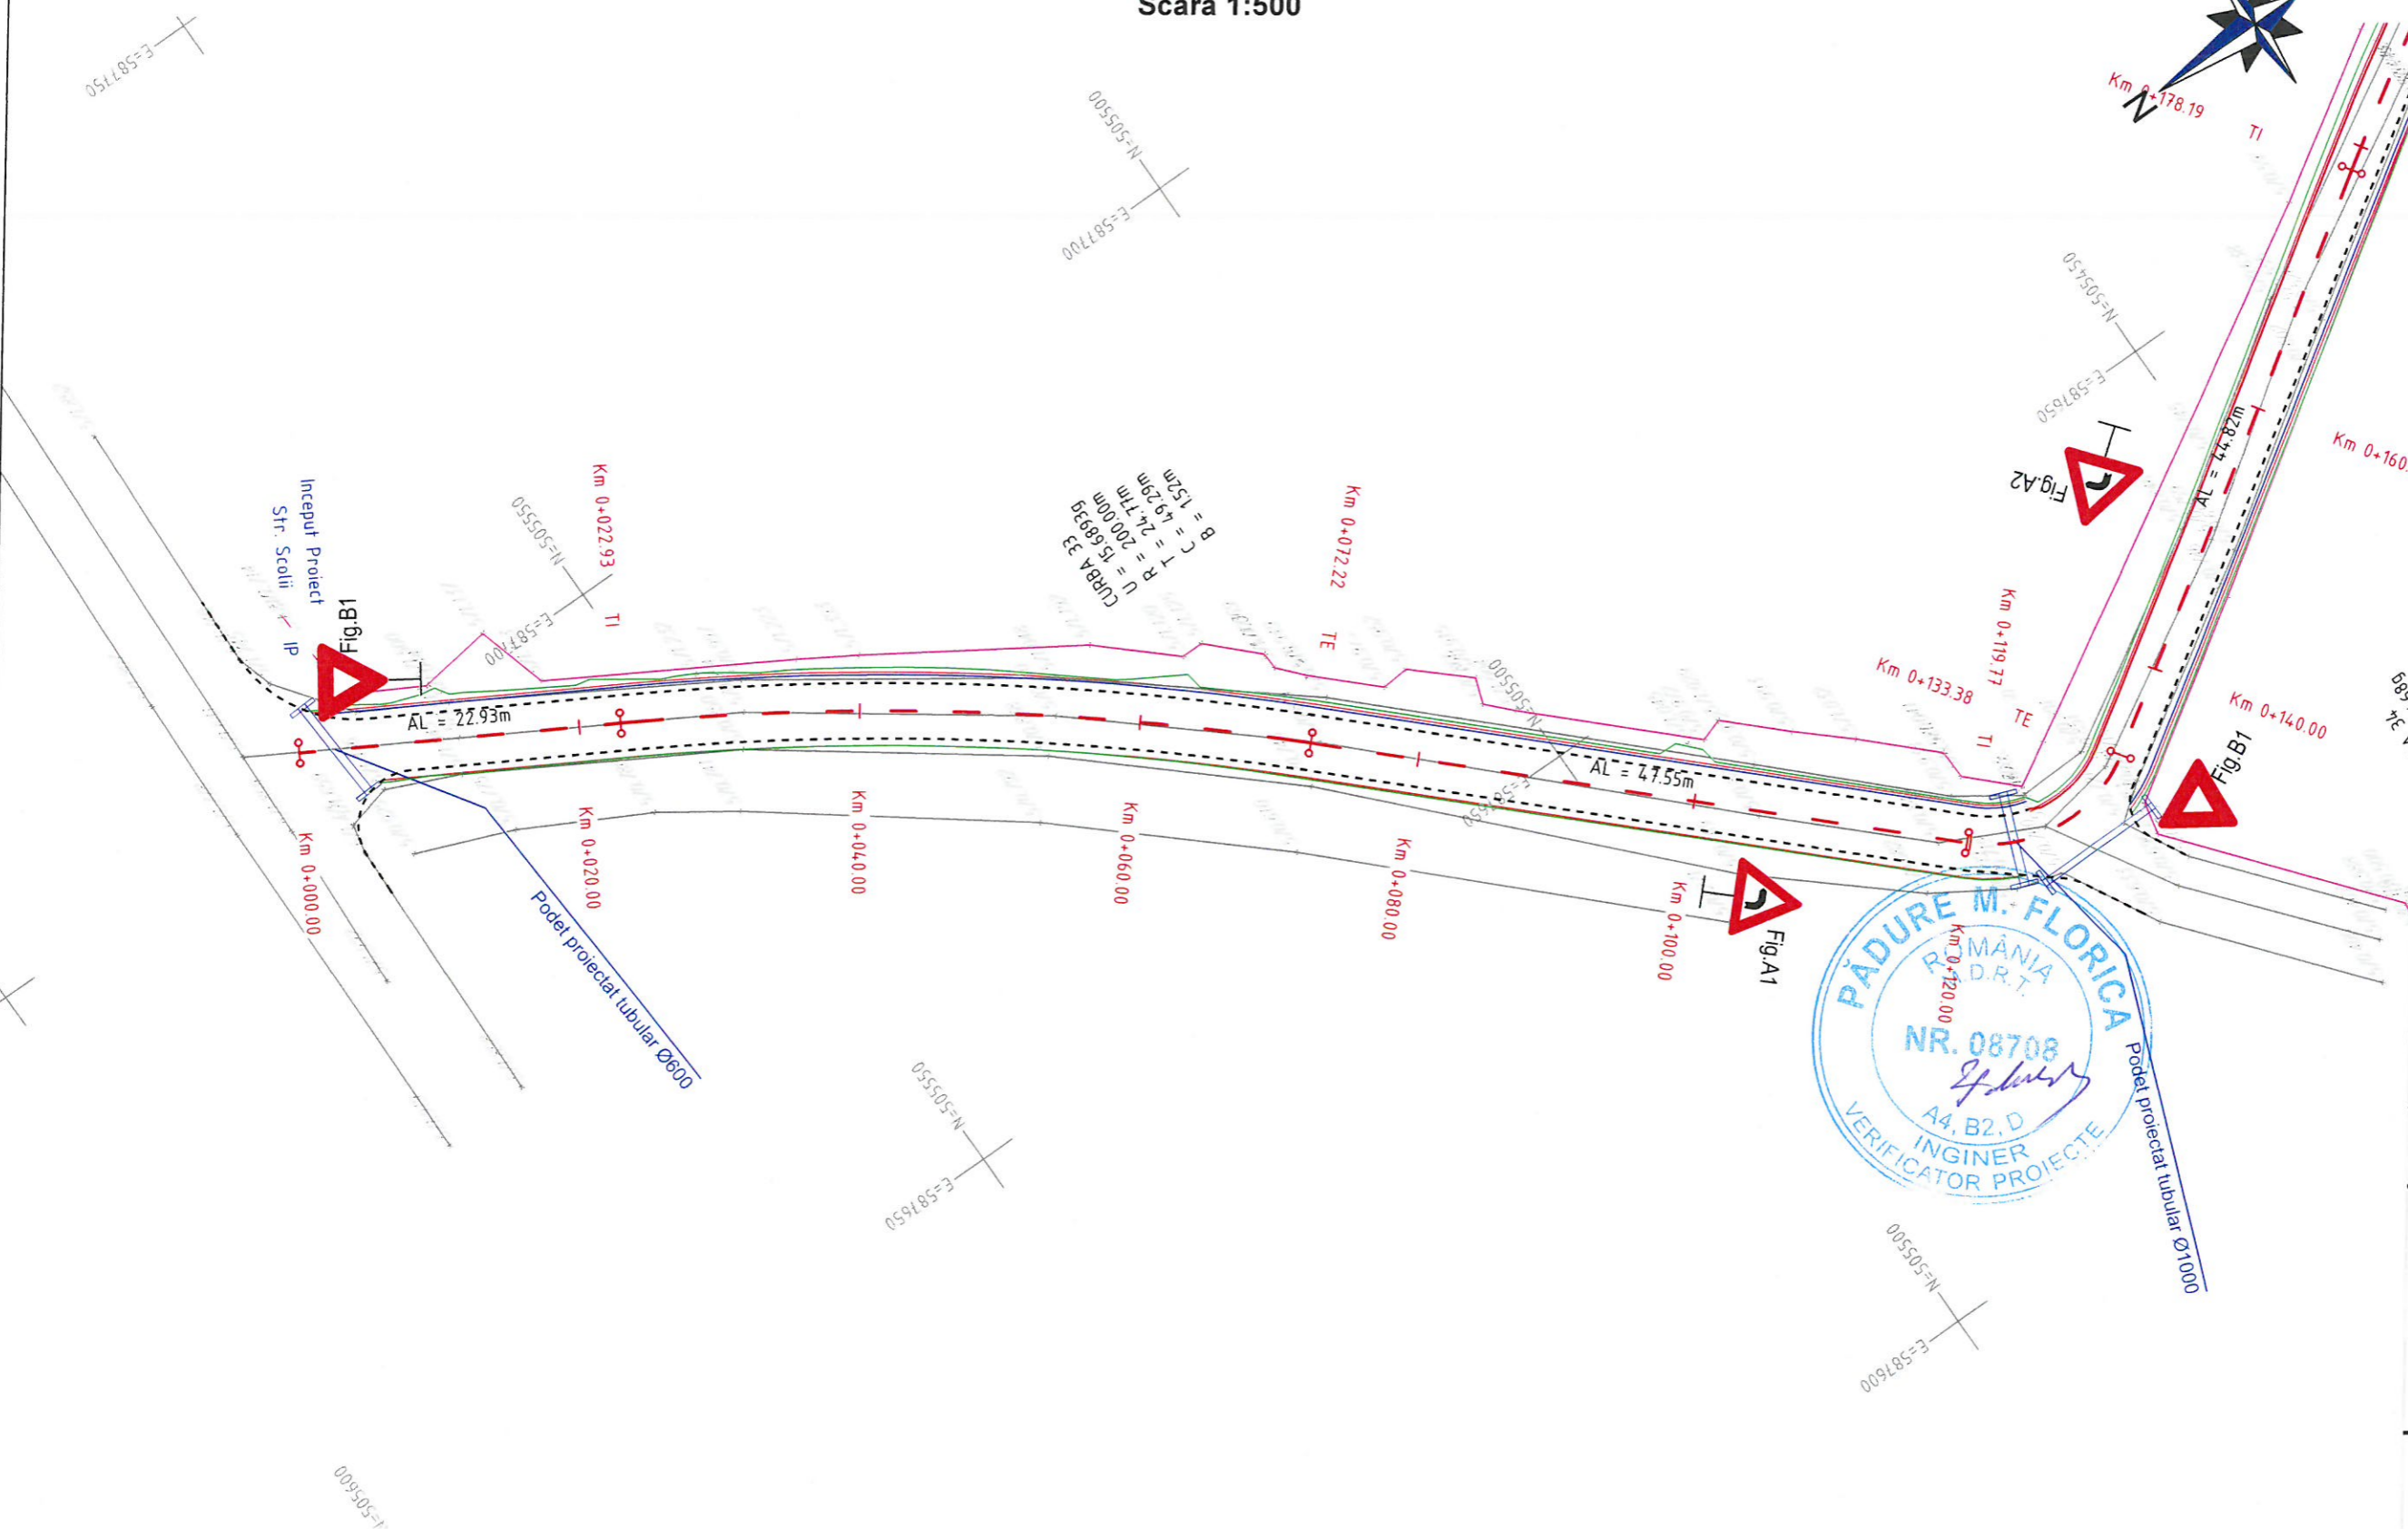 Scara 1:500
E=587750
N=505500
E=587700
N
Km 0+178.19
TI
N=505450
E=587650
Fig.A2
AL = 44.82m
Km 0+160.
Inceput Proiect
Str. Scolii
IP
Fig.B1
Km 0+022.93
TI
N=505550
E=587700
CURBA 33
U = 15.6893g
R = 200.00m
T = 24.77m
C = 49.29m
B = 1.52m
Km 0+072.22
TE
N=505500
E=587650
Km 0+119.77
TI
Km 0+133.38
TE
Km 0+140.00
Fig.B1
34
689
AL = 22.93m
AL = 47.55m
Km 0+000.00
Km 0+020.00
Km 0+040.00
Km 0+060.00
Km 0+080.00
Km 0+100.00
Km 0+120.00
Fig.A1
Podet proiectat tubular Ø600
Podet proiectat tubular Ø1000
PĂDURE M. FLORICA
ROMÂNIA
D.R.T.
NR. 08708
A4, B2, D
INGINER
VERIFICATOR PROIECTE
N=505550
E=587650
N=505500
E=587600
N=505600